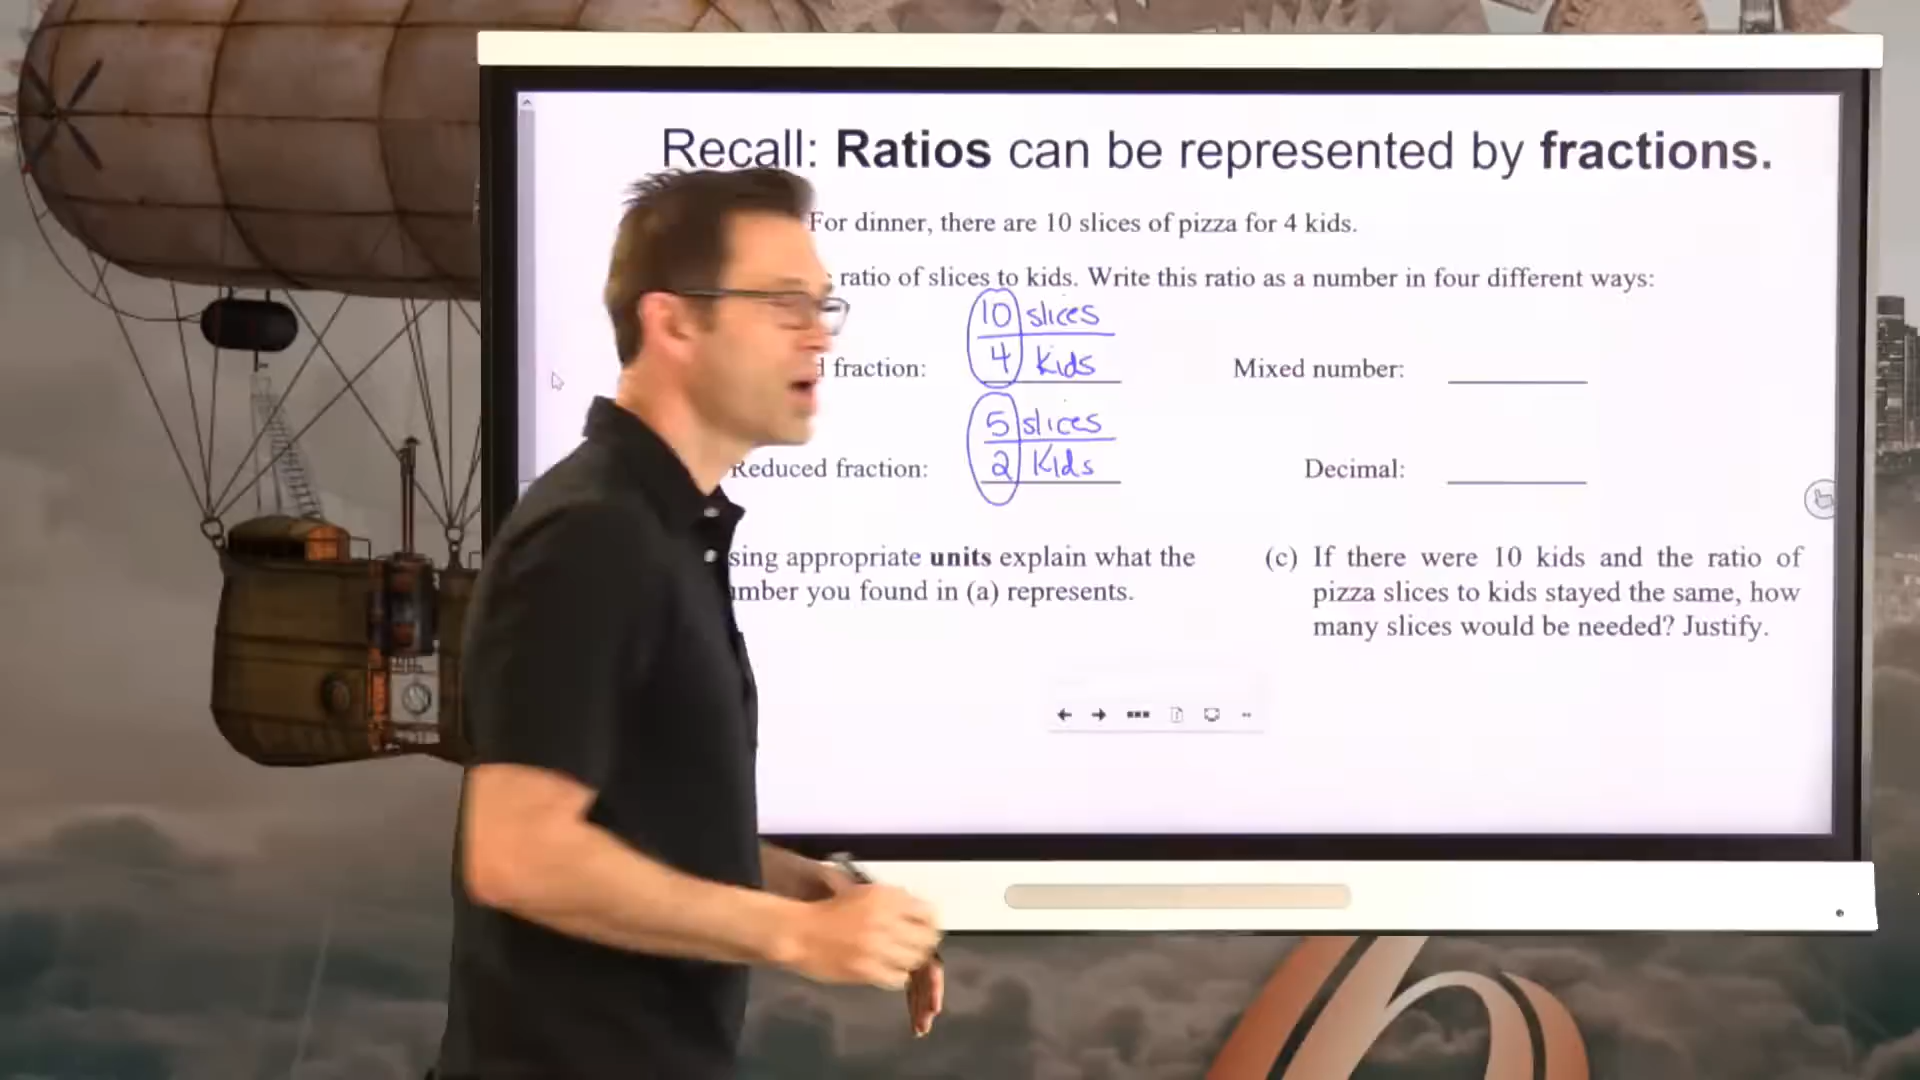 Recall: Ratios can be represented by fractions.
For dinner, there are 10 slices of pizza for 4 kids.
ratio of slices to kids. Write this ratio as a number in four different ways:
10 slices
4 Kids
fraction:
Mixed number:
5 slices
2 Kids
Reduced fraction:
Decimal:
appropriate units explain what the
you found in (a) represents.
(c) If there were 10 kids and the ratio of
pizza slices to kids stayed the same, how
many slices would be needed? Justify.